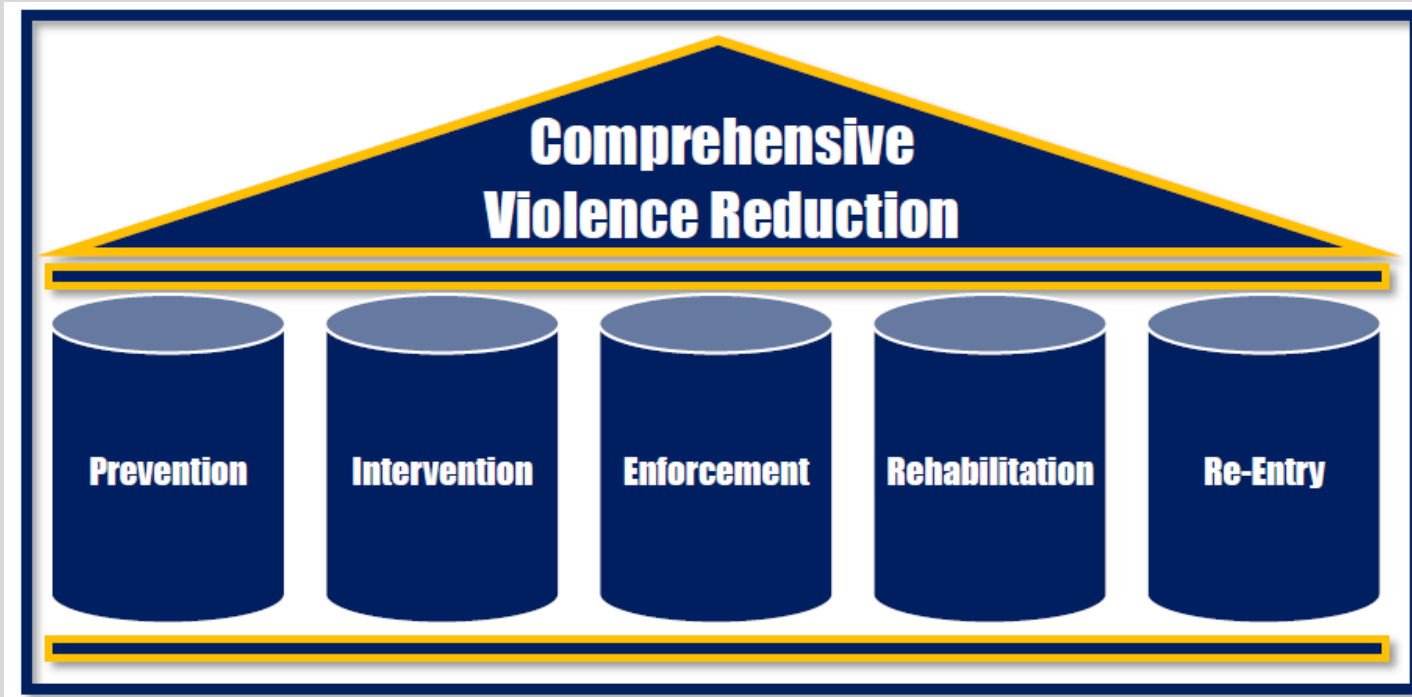 Comprehensive
Violence Reduction
Prevention
Intervention
Enforcement
Rehabilitation
Re-Entry